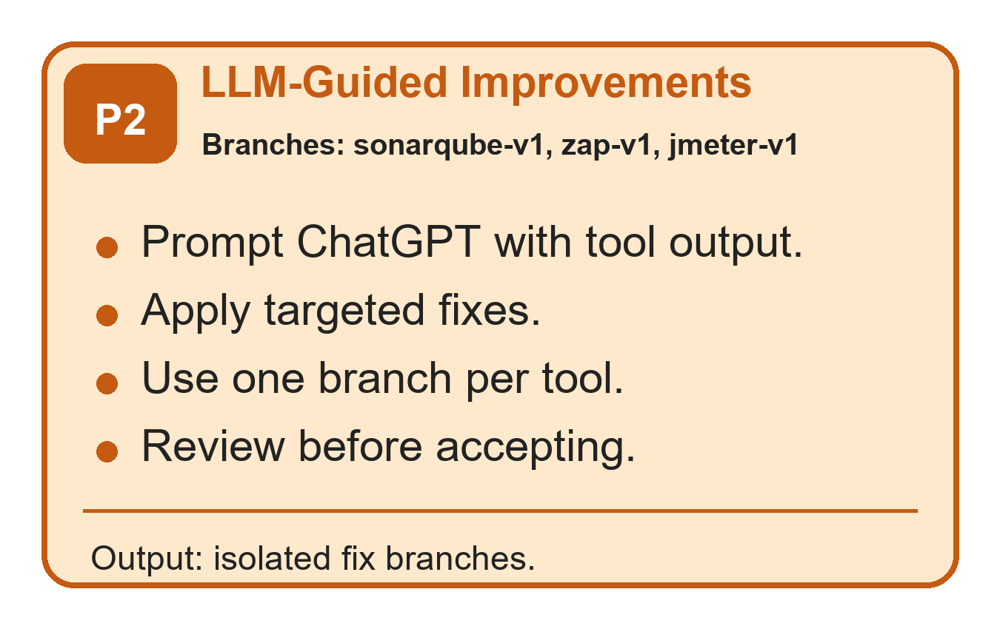 P2
LLM-Guided Improvements
Branches: sonarqube-v1, zap-v1, jmeter-v1
Prompt ChatGPT with tool output.
Apply targeted fixes.
Use one branch per tool.
Review before accepting.
Output: isolated fix branches.